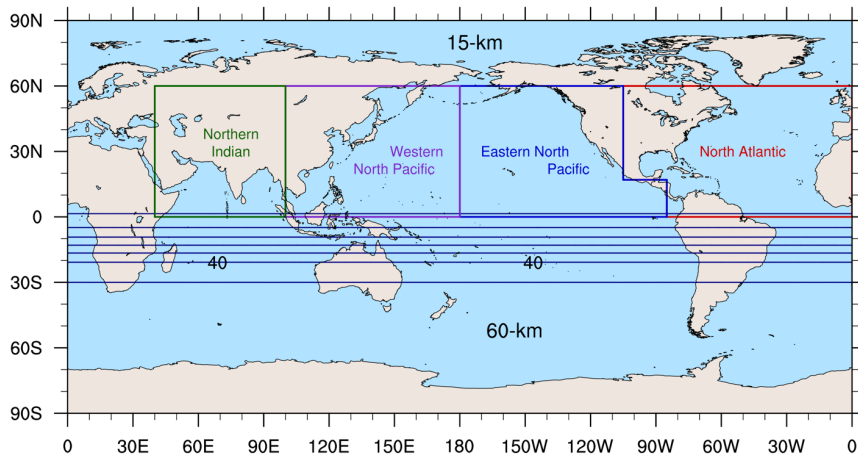 90N
15-km
60N
Northern
Indian
Western
North Pacific
Eastern North
Pacific
North Atlantic
30N
0
40
40
30S
60-km
60S
90S
0
30E
60E
90E
120E
150E
180
150W
120W
90W
60W
30W
0